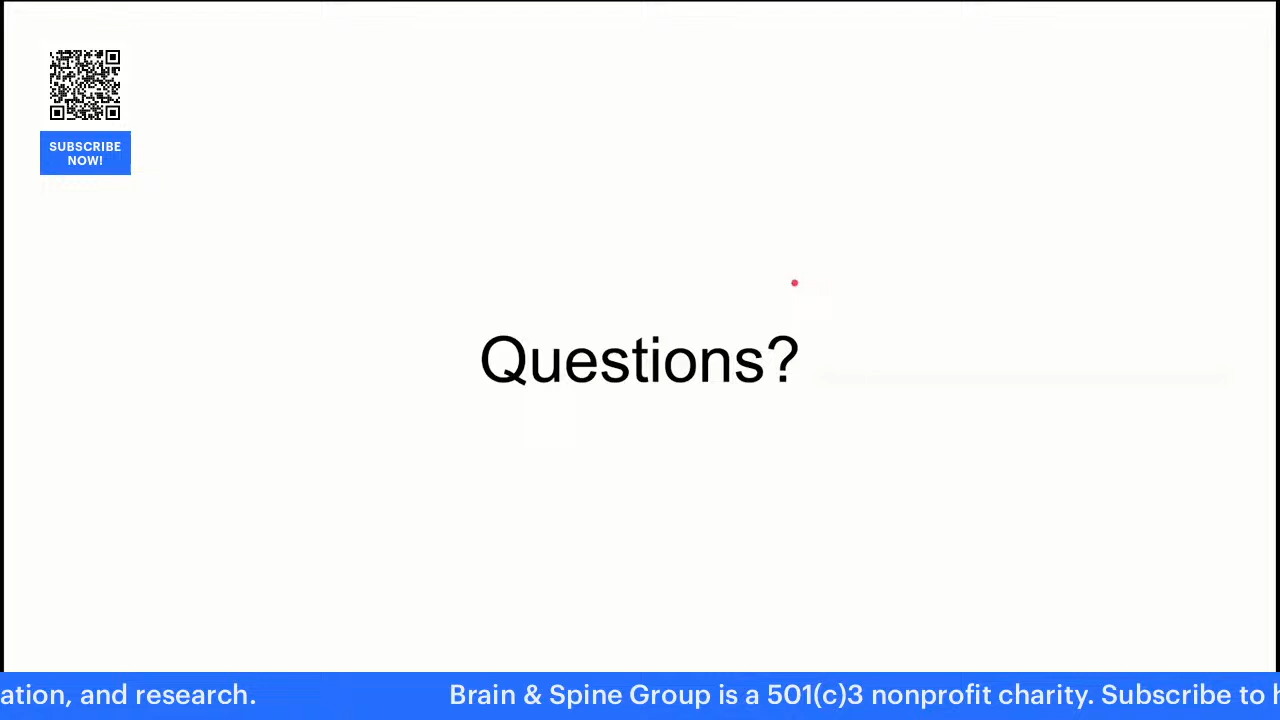 SUBSCRIBE
NOW!
Questions?
ation, and research. Brain & Spine Group is a 501(c)3 nonprofit charity. Subscribe to